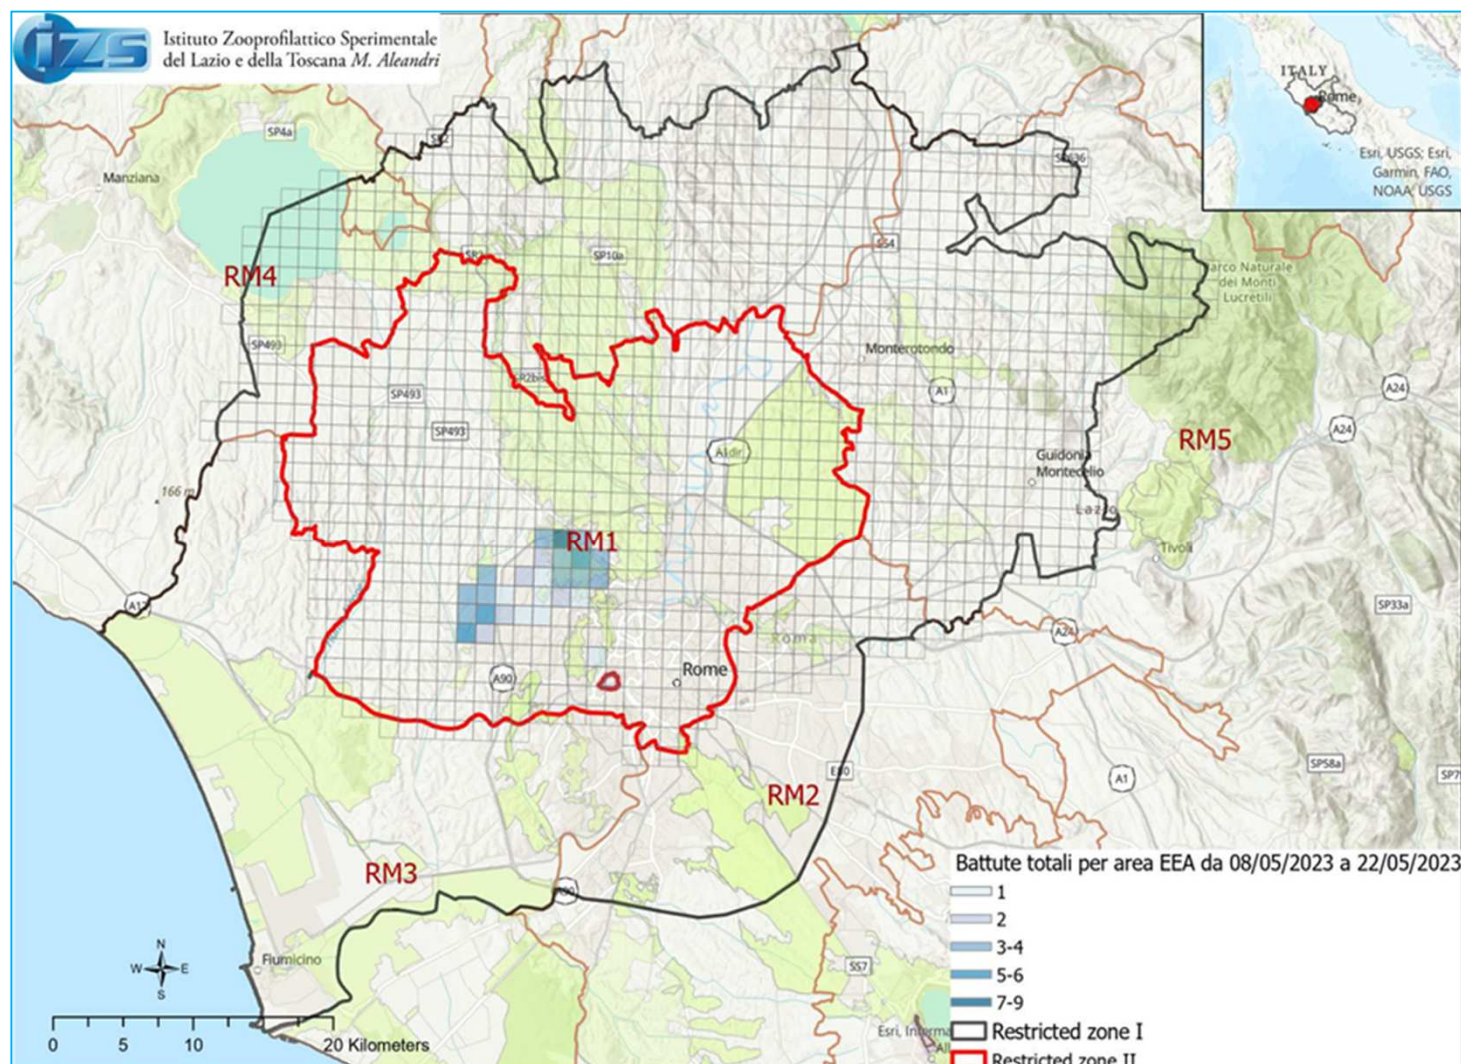 izs
Istituto Zooprofilattico Sperimentale
del Lazio e della Toscana M. Aleandri
ITALY
Rome
Esri, USGS; Esri,
Garmin, FAO,
NOAA, USGS
SP4a
Manziana
SS4
SP10a
RM4
arco Naturale
dei Monti
Lucretili
SP493
Monterotondo
SR2bis
SP493
A1
A24
SP493
RM5
A24
A1dir
Guidonia
Montecelio
166 m
Lazio
RM1
Tivoli
A12
SP33a
Roma
A24
Rome
A90
E80
SP58a
A1
RM2
RM3
Battute totali per area EEA da 08/05/2023 a 22/05/2023
1
2
3-4
5-6
7-9
Restricted zone I
Restricted zone II
N
W
E
S
Fiumicino
SS7
0
5
10
20 Kilometers